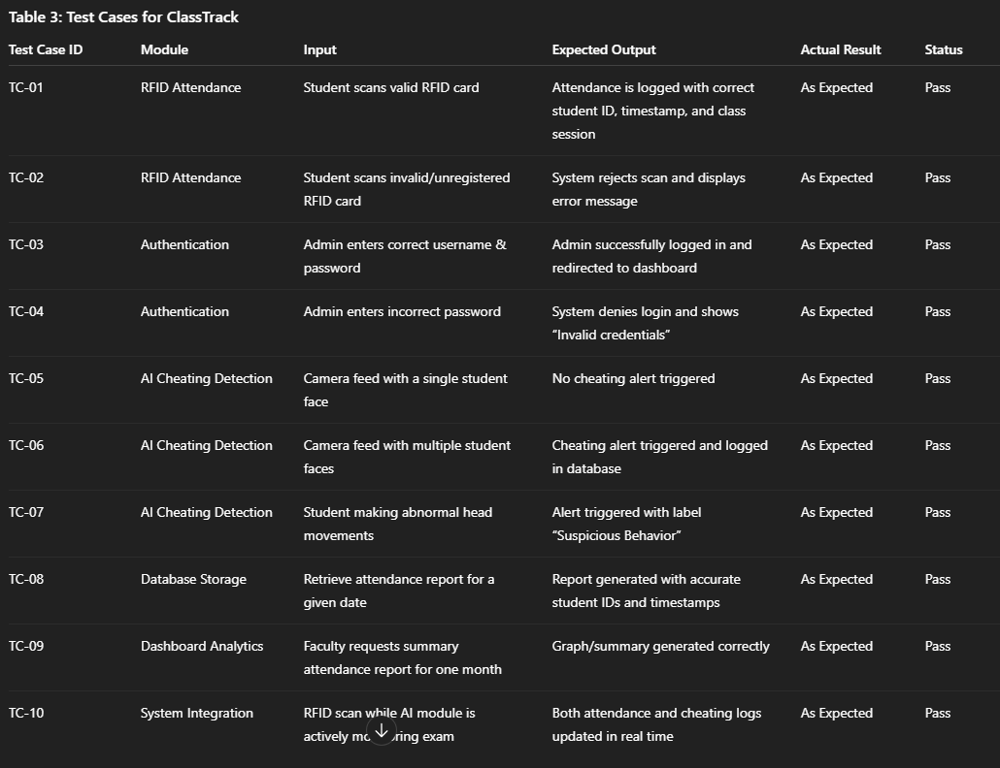 Table 3: Test Cases for ClassTrack
Test Case ID Module Input Expected Output Actual Result Status
TC-01 RFID Attendance Student scans valid RFID card Attendance is logged with correct As Expected Pass
student ID, timestamp, and class
session
TC-02 RFID Attendance Student scans invalid/unregistered System rejects scan and displays As Expected Pass
RFID card error message
TC-03 Authentication Admin enters correct username & Admin successfully logged in and As Expected Pass
password redirected to dashboard
TC-04 Authentication Admin enters incorrect password System denies login and shows As Expected Pass
“Invalid credentials”
TC-05 AI Cheating Detection Camera feed with a single student No cheating alert triggered As Expected Pass
face
TC-06 AI Cheating Detection Camera feed with multiple student Cheating alert triggered and logged As Expected Pass
faces in database
TC-07 AI Cheating Detection Student making abnormal head Alert triggered with label As Expected Pass
movements “Suspicious Behavior”
TC-08 Database Storage Retrieve attendance report for a Report generated with accurate As Expected Pass
given date student IDs and timestamps
TC-09 Dashboard Analytics Faculty requests summary Graph/summary generated correctly As Expected Pass
attendance report for one month
TC-10 System Integration RFID scan while AI module is Both attendance and cheating logs As Expected Pass
actively exam updated in real time